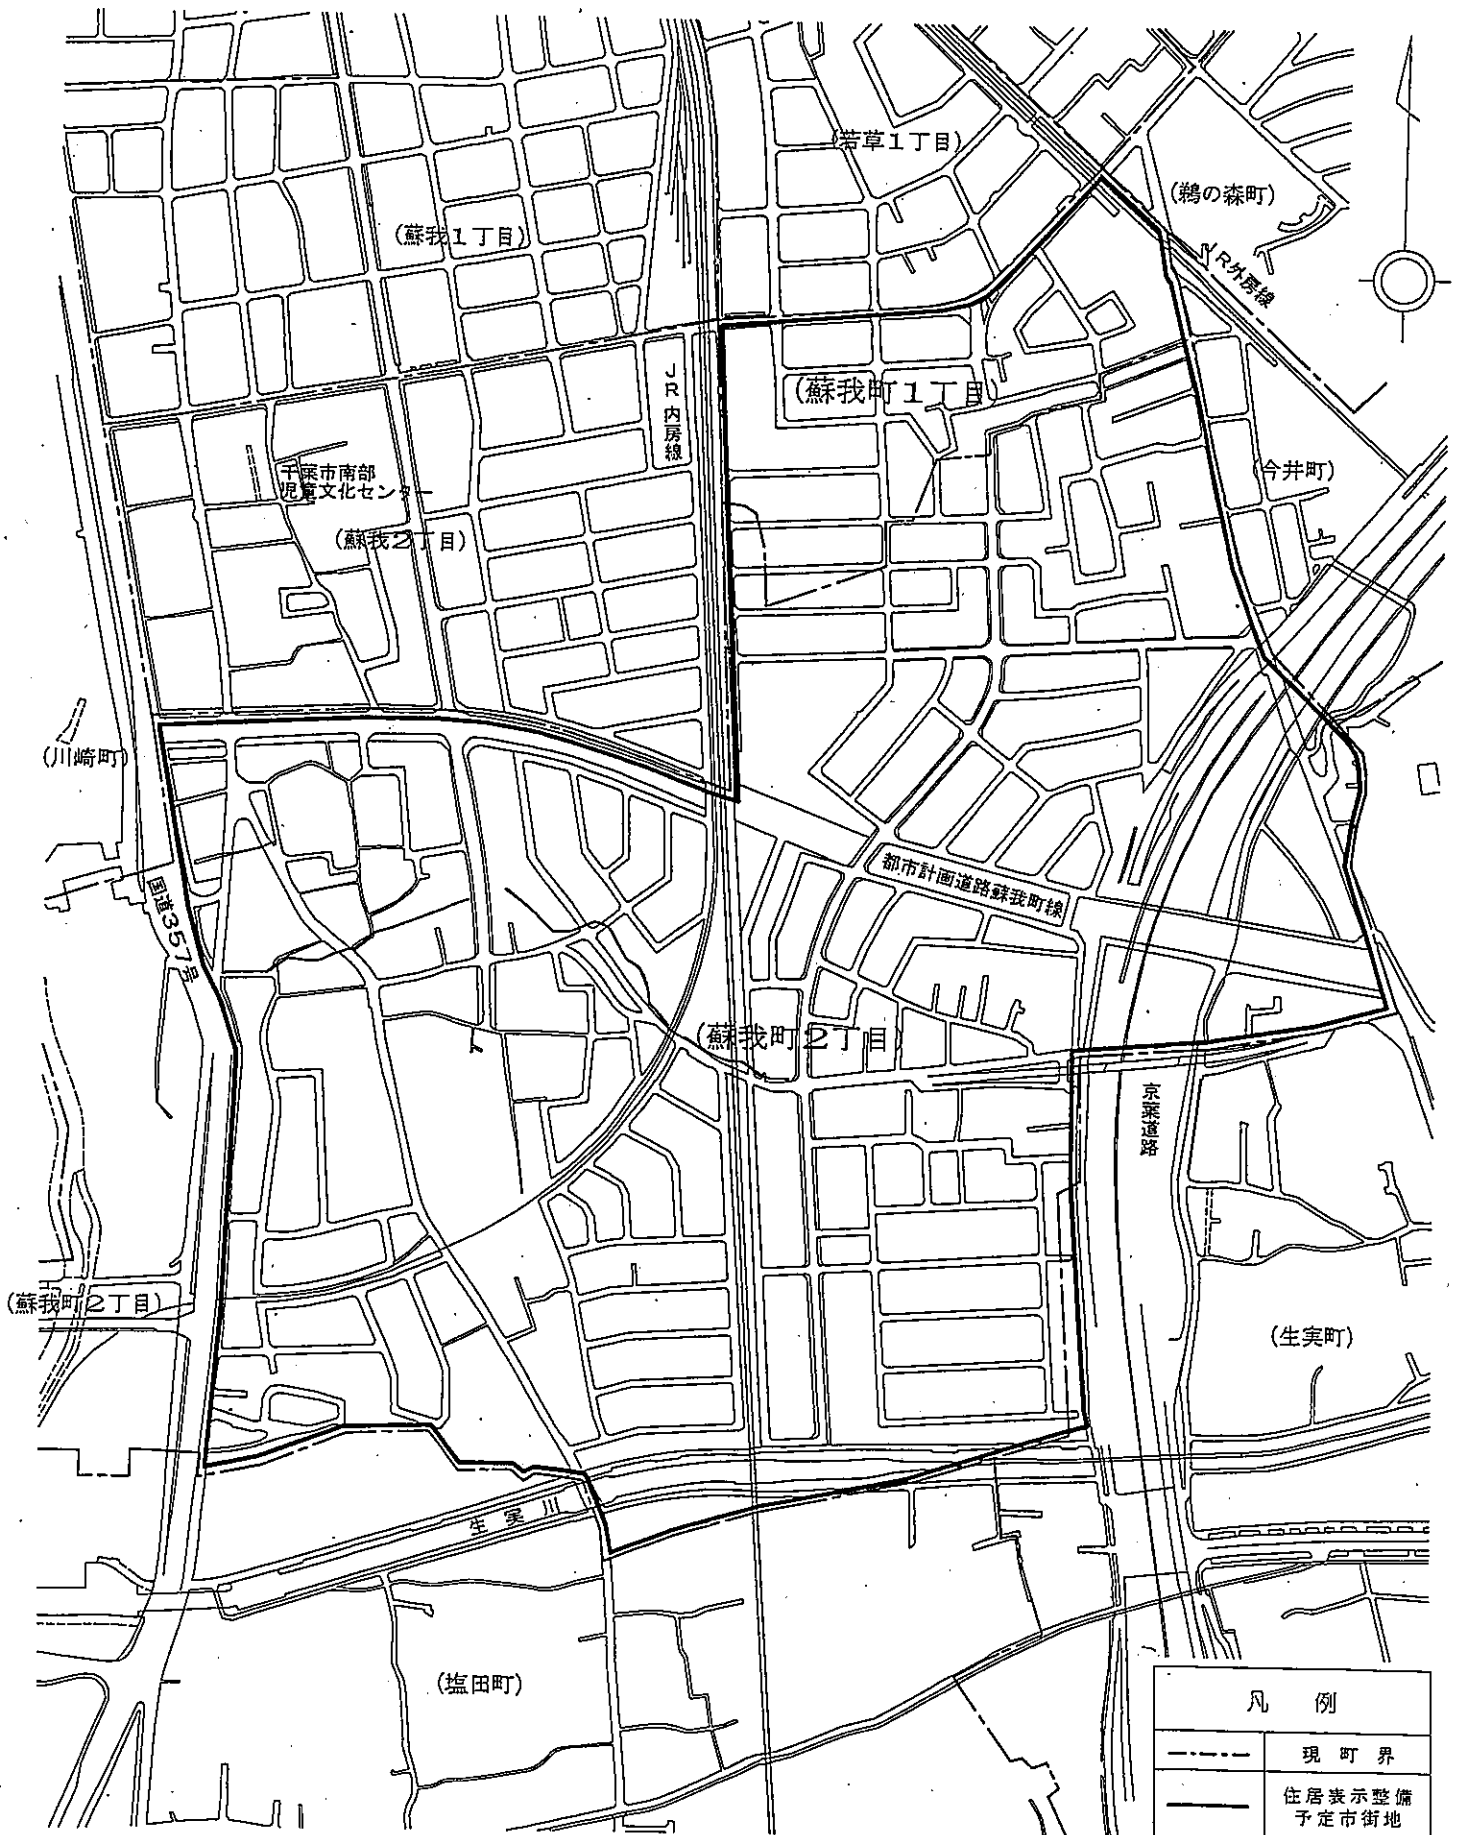 (若草1丁目)
(鵜の森町)
(蘇我1丁目)
JR外房線
JR内房線
(蘇我町1丁目)
(今井町)
千葉市南部
児童文化センター
(蘇我2丁目)
(川崎町)
都市計画道路蘇我町線
国道357号
(蘇我町2丁目)
京葉道路
(蘇我町2丁目)
(生実町)
生実川
(塩田町)
凡例
現町界
住居表示整備
予定市街地